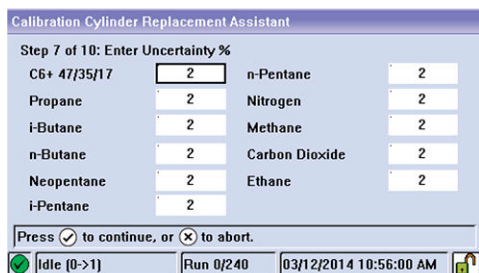 Calibration Cylinder Replacement Assistant
Step 7 of 10: Enter Uncertainty %
C6+ 47/35/17 2 n-Pentane 2
Propane 2 Nitrogen 2
i-Butane 2 Methane 2
n-Butane 2 Carbon Dioxide 2
Neopentane 2 Ethane 2
i-Pentane 2
Press ✓ to continue, or ✗ to abort.
Idle (0->1) Run 0/240 03/12/2014 10:56:00 AM